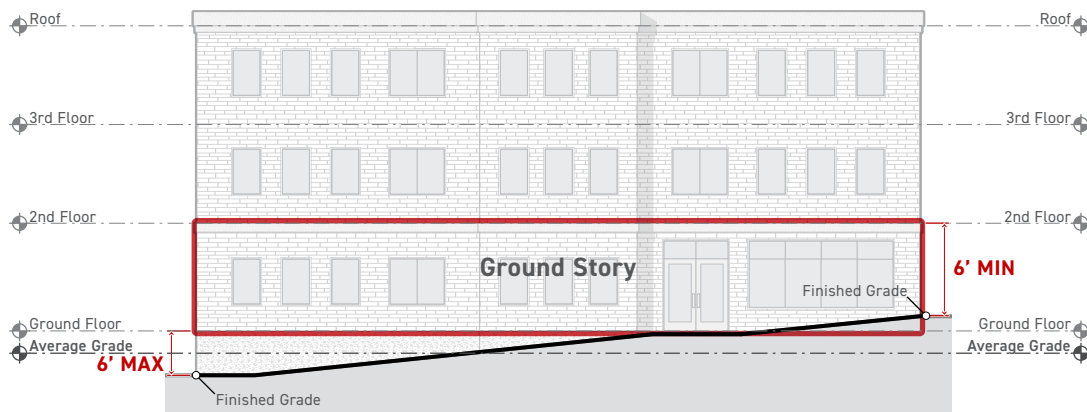 Roof
Roof
3rd Floor
3rd Floor
2nd Floor
2nd Floor
Ground Story
6' MIN
Finished Grade
Ground Floor
Ground Floor
Average Grade
Average Grade
6' MAX
Finished Grade